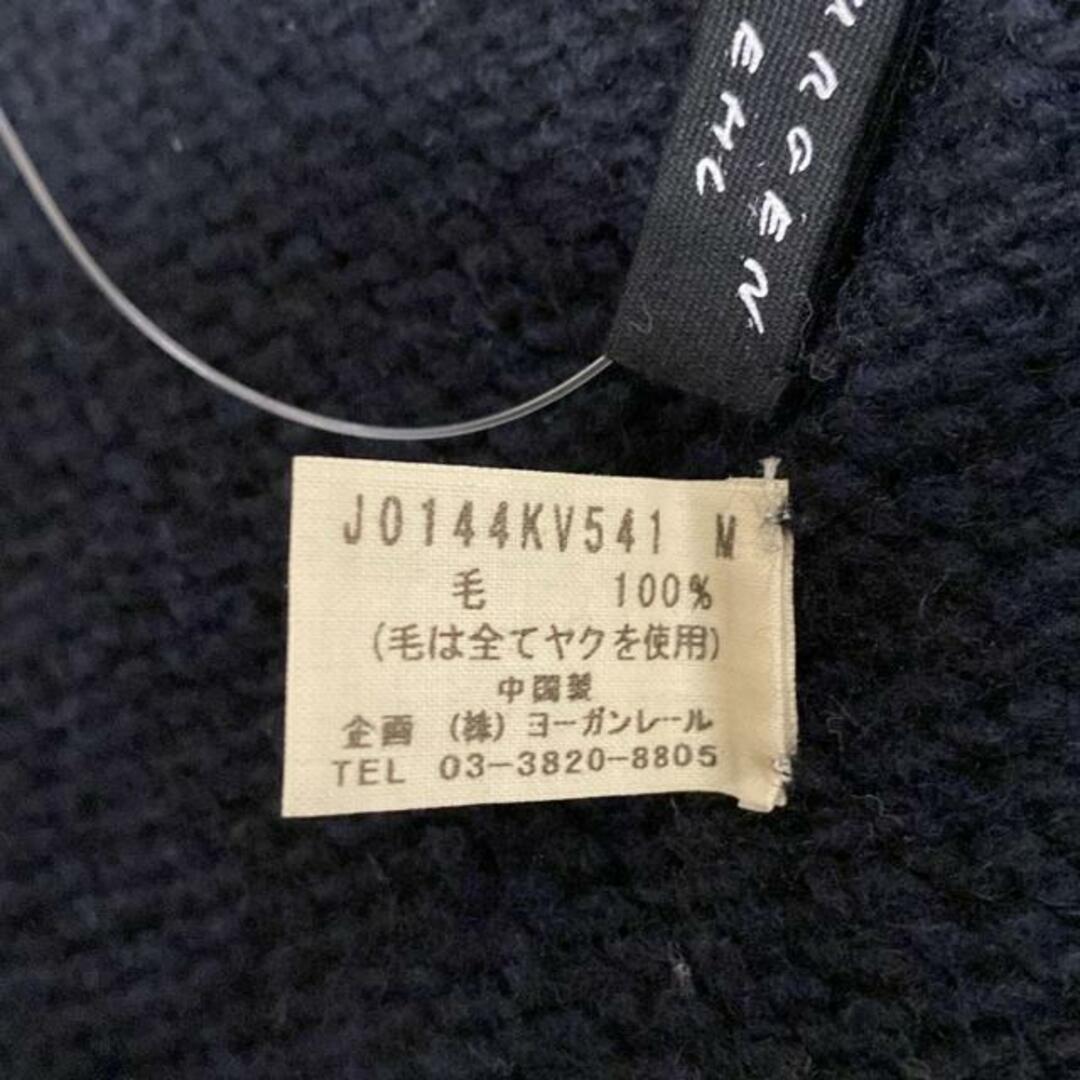 J0144KV541 M
毛 100%
(毛は全てヤクを使用)
中国製
企画 (株) ヨーガンレール
TEL 03-3820-8805